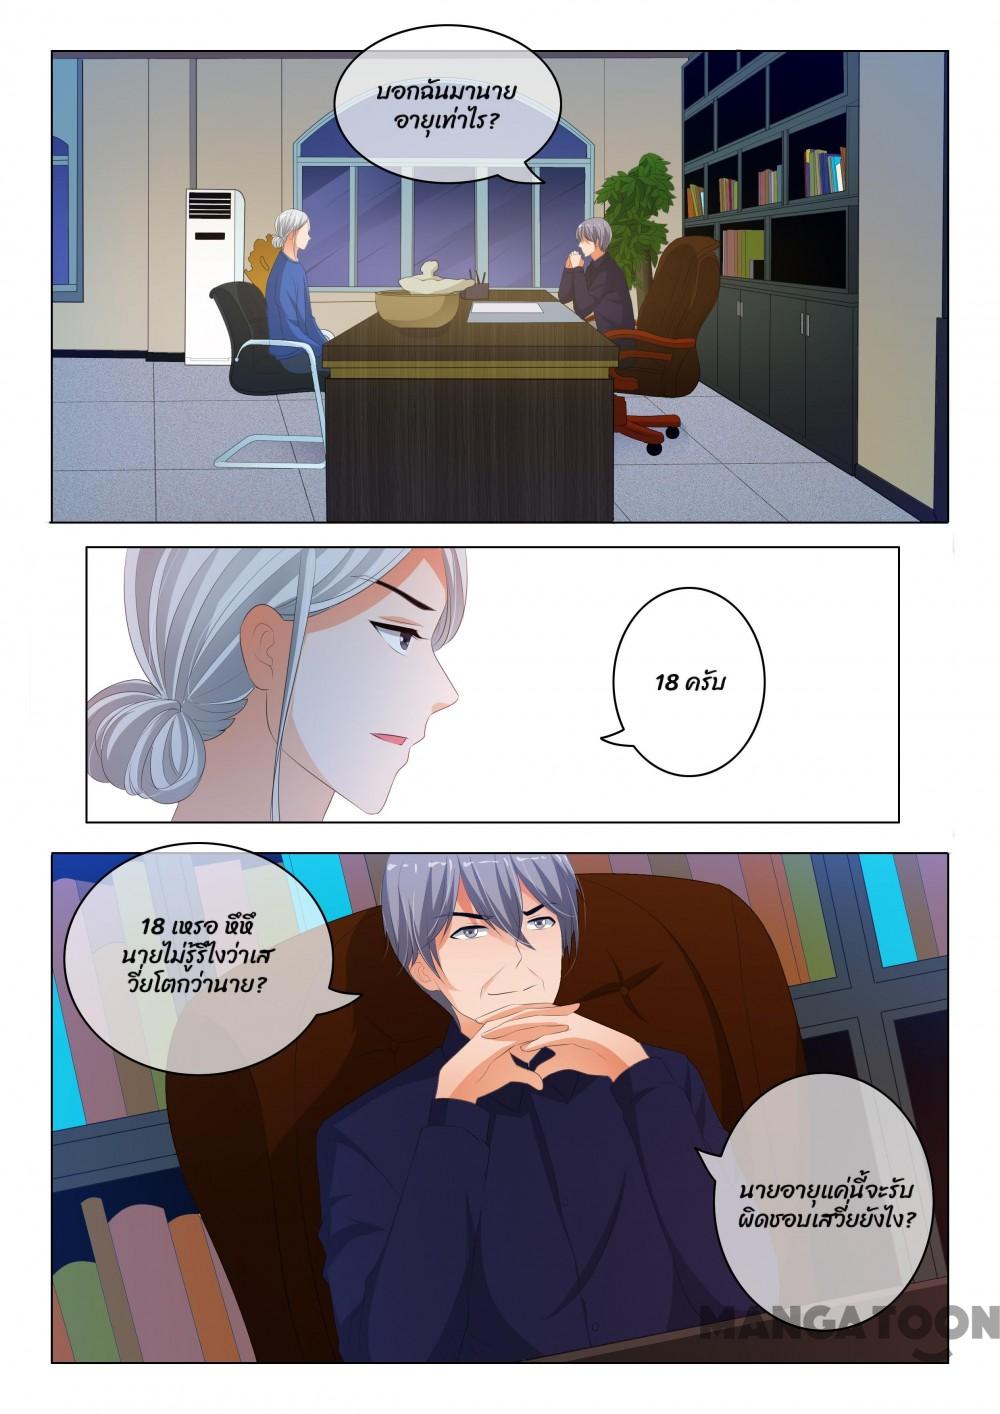 บอกฉันมานาย
อายุเท่าไร?
18 ครับ
18 เหรอ หึหึ
นายไม่รู้รึไงว่าเส
วี่ยโตกว่านาย?
นายอายุแค่นี้จะรับ
ผิดชอบเสวี่ยยังไง?
MANGATOON